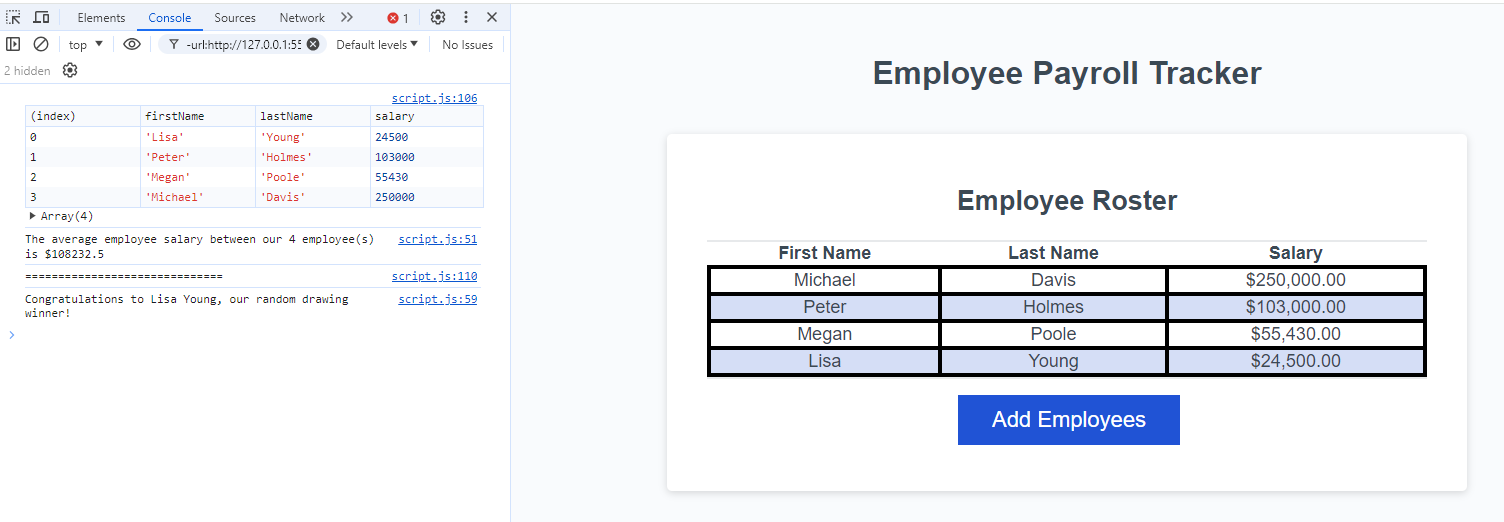 Elements Console Sources Network 1
top -url:http://127.0.0.1:55 Default levels No Issues
2 hidden
script.js:106
(index) firstName lastName salary
0 'Lisa' 'Young' 24500
1 'Peter' 'Holmes' 103000
2 'Megan' 'Poole' 55430
3 'Michael' 'Davis' 250000
Array(4)
The average employee salary between our 4 employee(s) script.js:51
is $108232.5
============================== script.js:110
Congratulations to Lisa Young, our random drawing script.js:59
winner!
Employee Payroll Tracker
Employee Roster
First Name Last Name Salary
Michael Davis $250,000.00
Peter Holmes $103,000.00
Megan Poole $55,430.00
Lisa Young $24,500.00
Add Employees